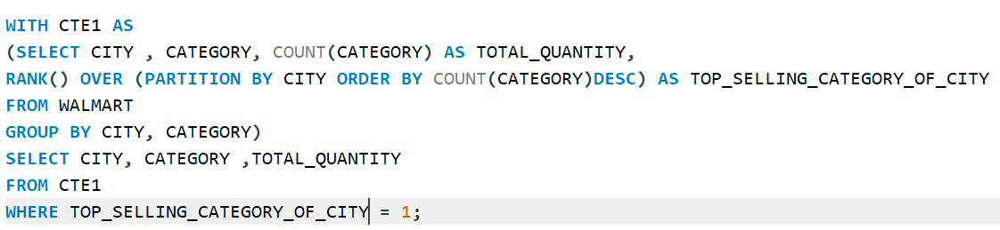 WITH CTE1 AS
(SELECT CITY , CATEGORY, COUNT(CATEGORY) AS TOTAL_QUANTITY,
RANK() OVER (PARTITION BY CITY ORDER BY COUNT(CATEGORY)DESC) AS TOP_SELLING_CATEGORY_OF_CITY
FROM WALMART
GROUP BY CITY, CATEGORY)
SELECT CITY, CATEGORY ,TOTAL_QUANTITY
FROM CTE1
WHERE TOP_SELLING_CATEGORY_OF_CITY = 1;